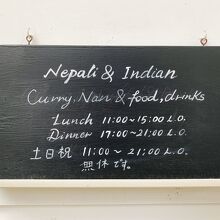 Nepali & Indian
Curry, Nan & food, drinks
Lunch 11:00~15:00 L.O.
Dinner 17:00~21:00 L.O.
土日祝 11:00~21:00 L.O.
無休です。